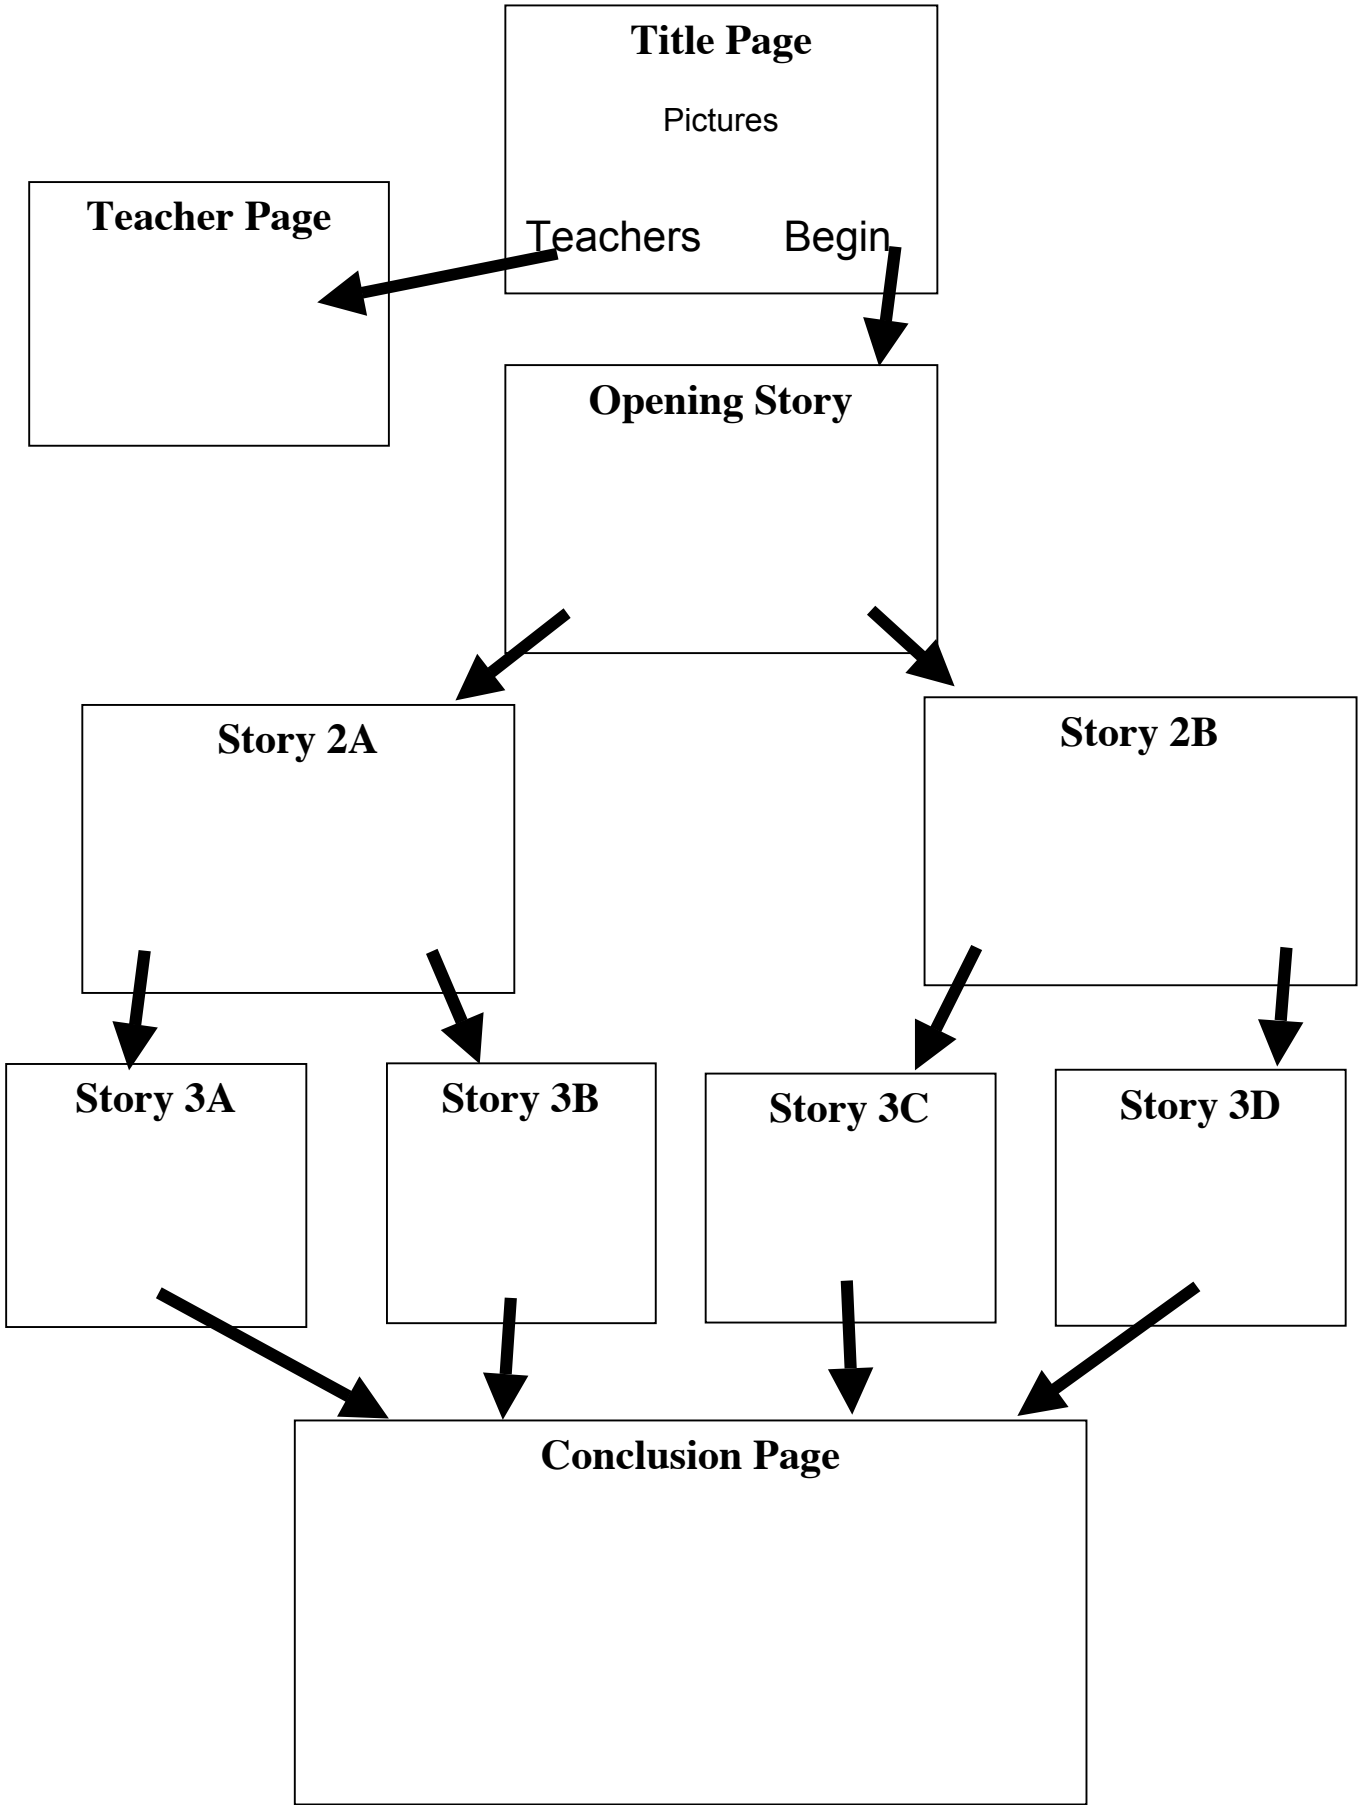 Title Page
Pictures
Teacher Page
Teachers Begin
Opening Story
Story 2A
Story 2B
Story 3A
Story 3B
Story 3C
Story 3D
Conclusion Page